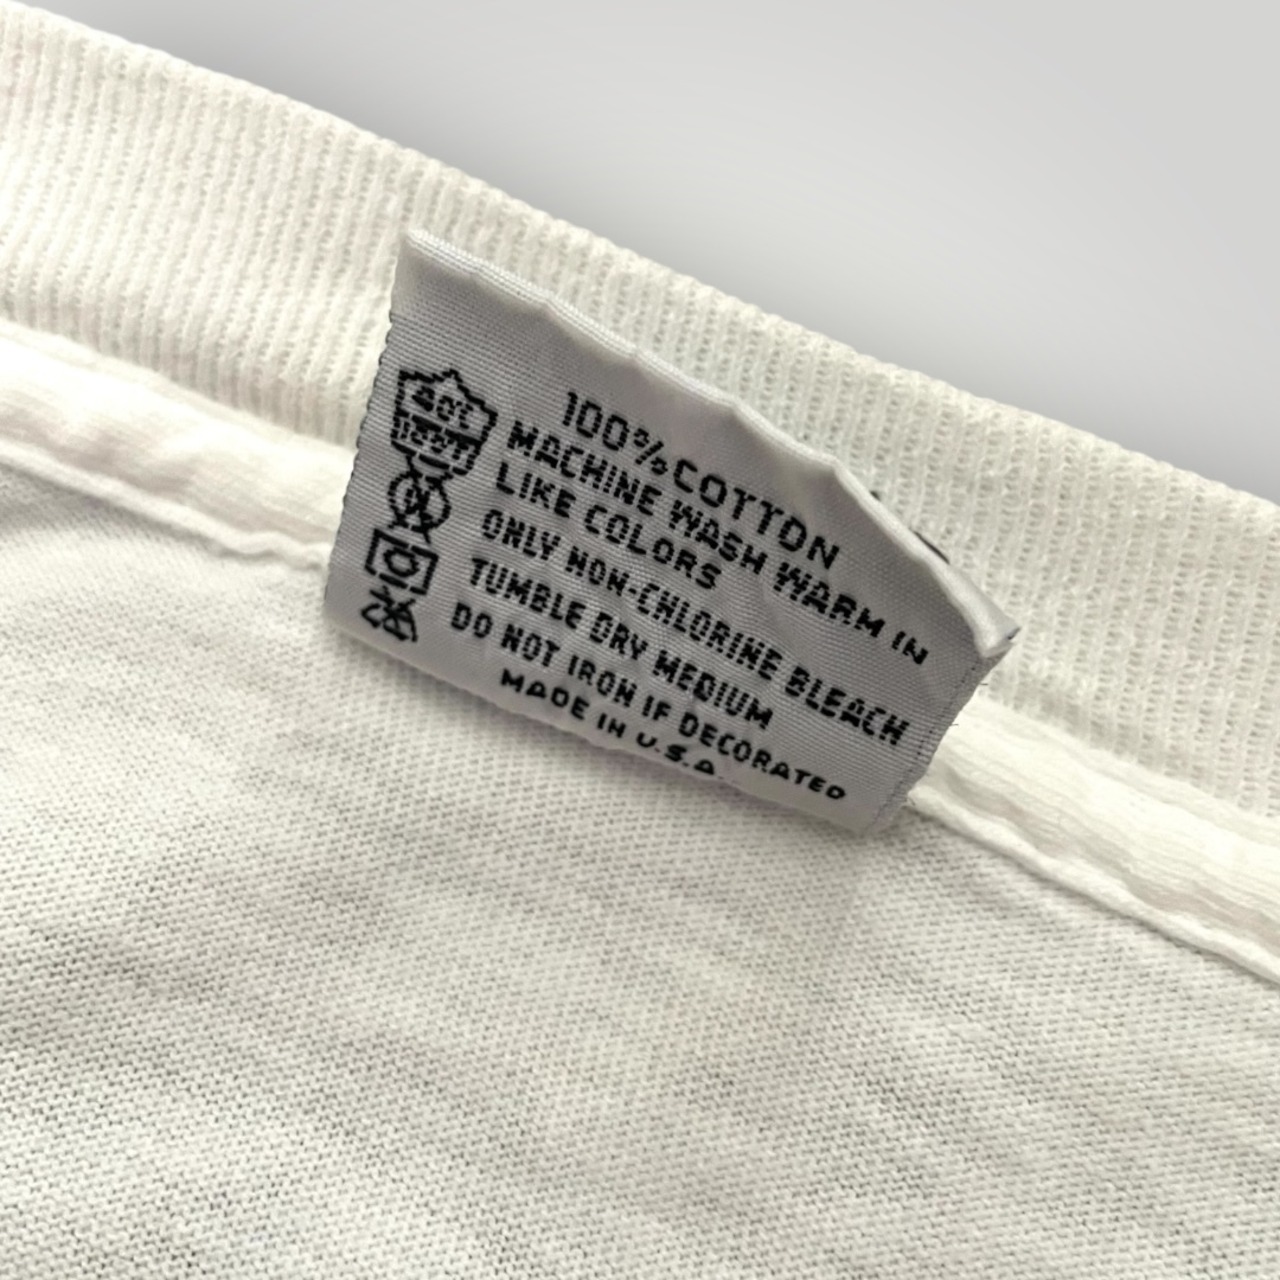 100% COTTON
MACHINE WASH WARM IN
LIKE COLORS
ONLY NON-CHLORINE BLEACH
TUMBLE DRY MEDIUM
DO NOT IRON IF DECORATED
MADE IN U.S.A.